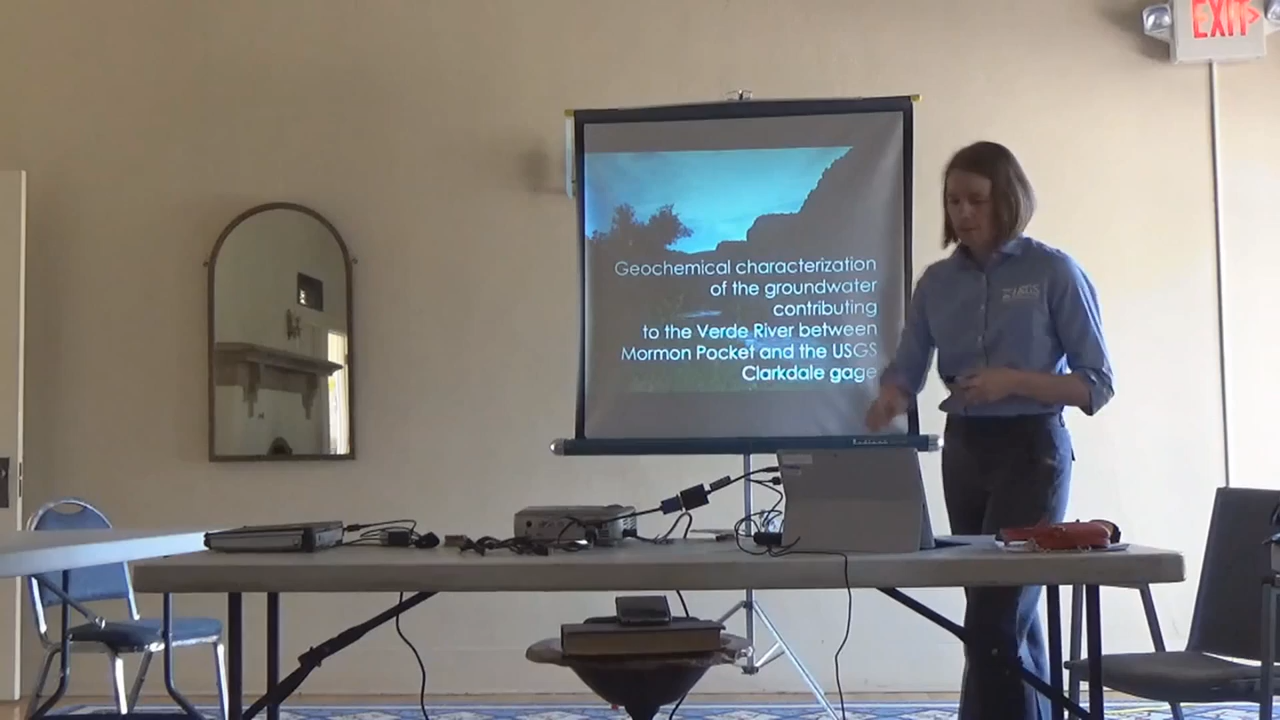 EXIT
Geochemical characterization
of the groundwater
contributing
to the Verde River between
Mormon Pocket and the USGS
Clarkdale gage
USGS